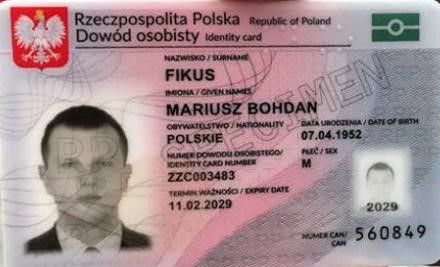 Rzeczpospolita Polska Republic of Poland
Dowód osobisty Identity card
NAZWISKO / SURNAME
FIKUS
IMIONA / GIVEN NAMES
MARIUSZ BOHDAN
OBYWATELSTWO / NATIONALITY DATA URODZENIA / DATE OF BIRTH
POLSKIE 07.04.1952
NUMER DOWODU OSOBISTEGO/ PŁEĆ / SEX
IDENTITY CARD NUMBER M
ZZC003483
TERMIN WAŻNOŚCI / EXPIRY DATE
11.02.2029
2029
NUMER CAN/
CAN 560849
SPECIMEN